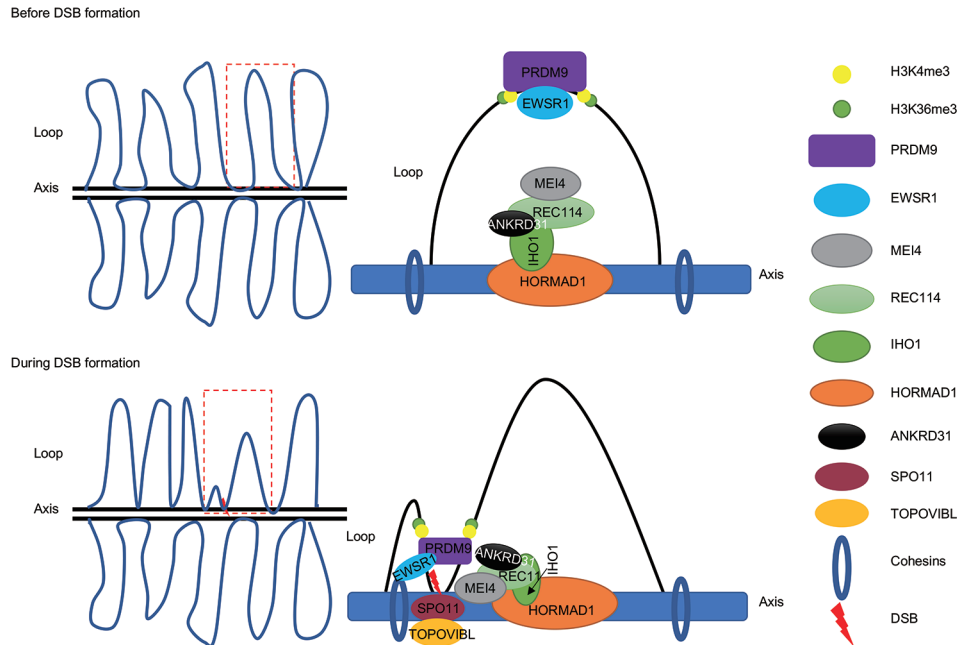 Before DSB formation
Loop
Axis
PRDM9
EWSR1
Loop
MEI4
REC114
ANKRD31
IHO1
HORMAD1
Axis
During DSB formation
Loop
Axis
Loop
PRDM9
EWSR1
ANKRD31
REC11
IHO1
MEI4
SPO11
HORMAD1
TOPOVIBL
Axis
H3K4me3
H3K36me3
PRDM9
EWSR1
MEI4
REC114
IHO1
HORMAD1
ANKRD31
SPO11
TOPOVIBL
Cohesins
DSB